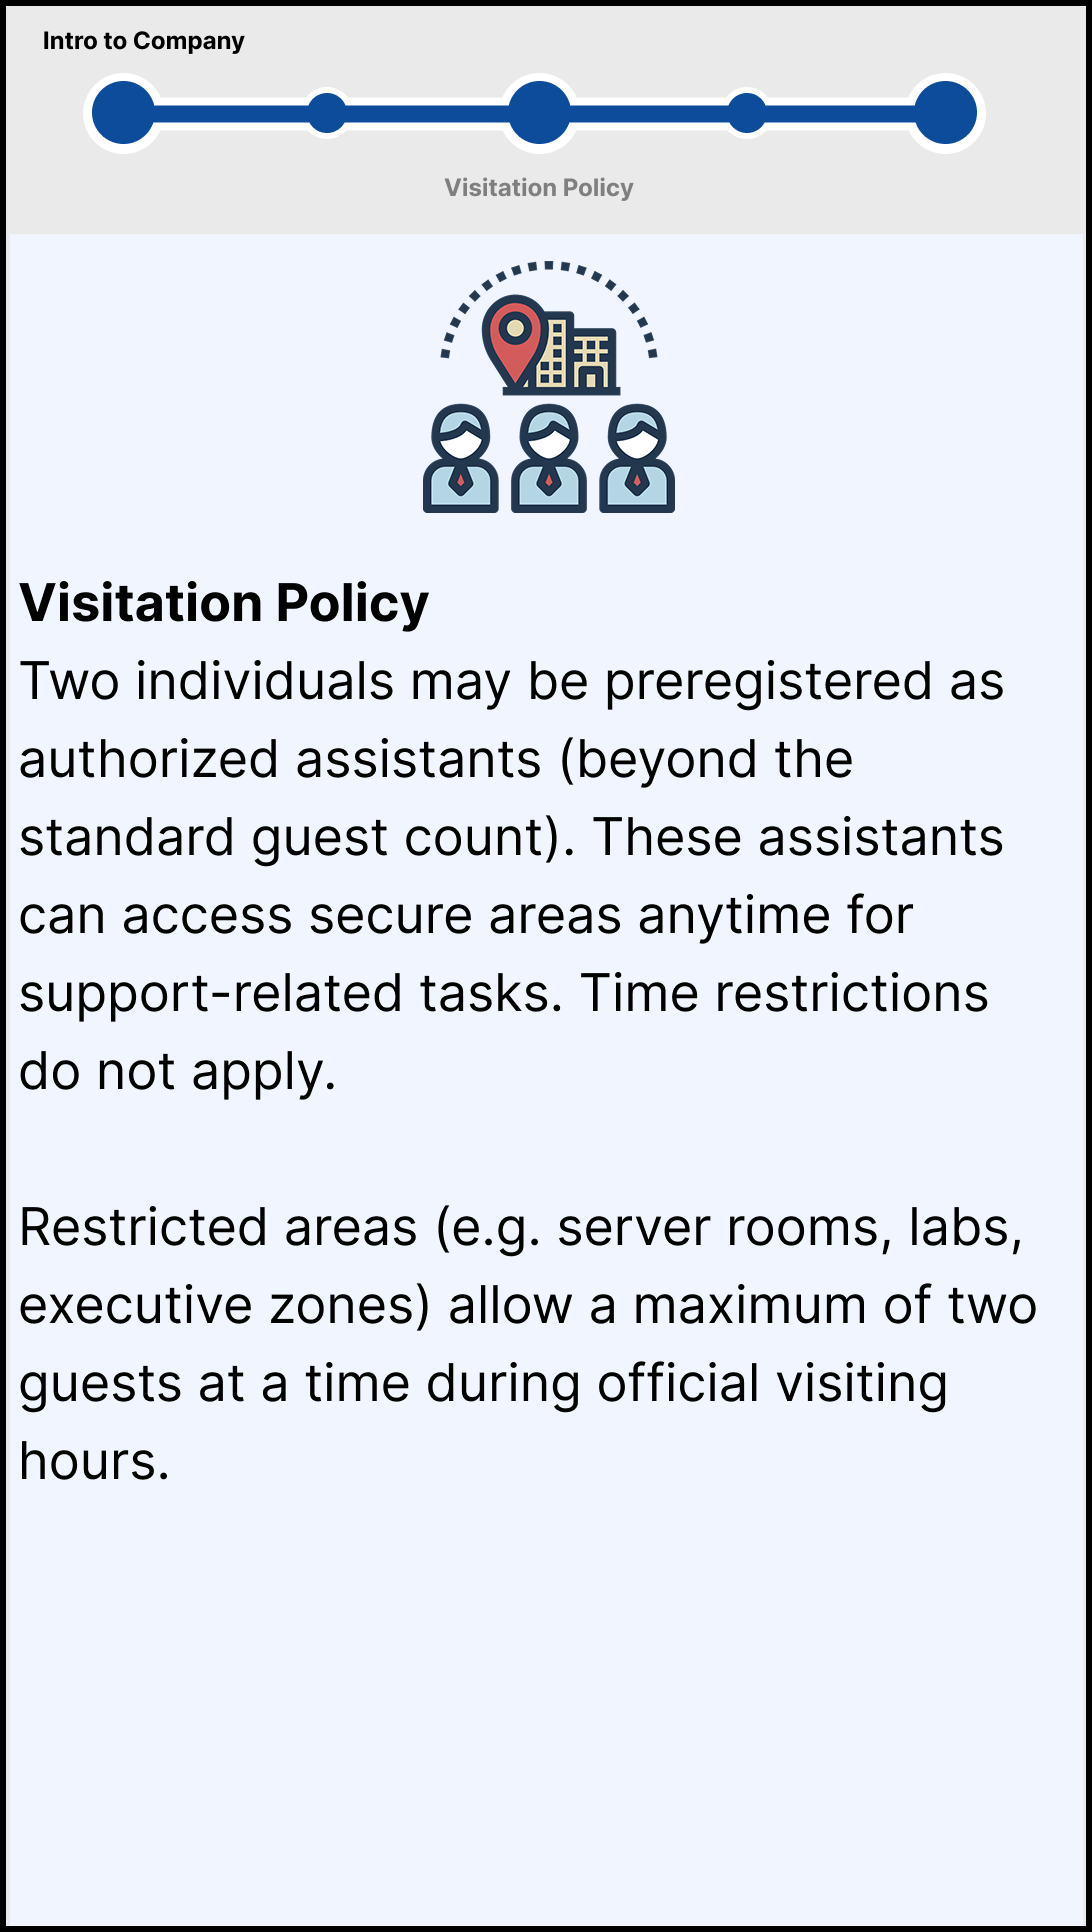 Intro to Company
Visitation Policy
Visitation Policy
Two individuals may be preregistered as
authorized assistants (beyond the
standard guest count). These assistants
can access secure areas anytime for
support-related tasks. Time restrictions
do not apply.
Restricted areas (e.g. server rooms, labs,
executive zones) allow a maximum of two
guests at a time during official visiting
hours.